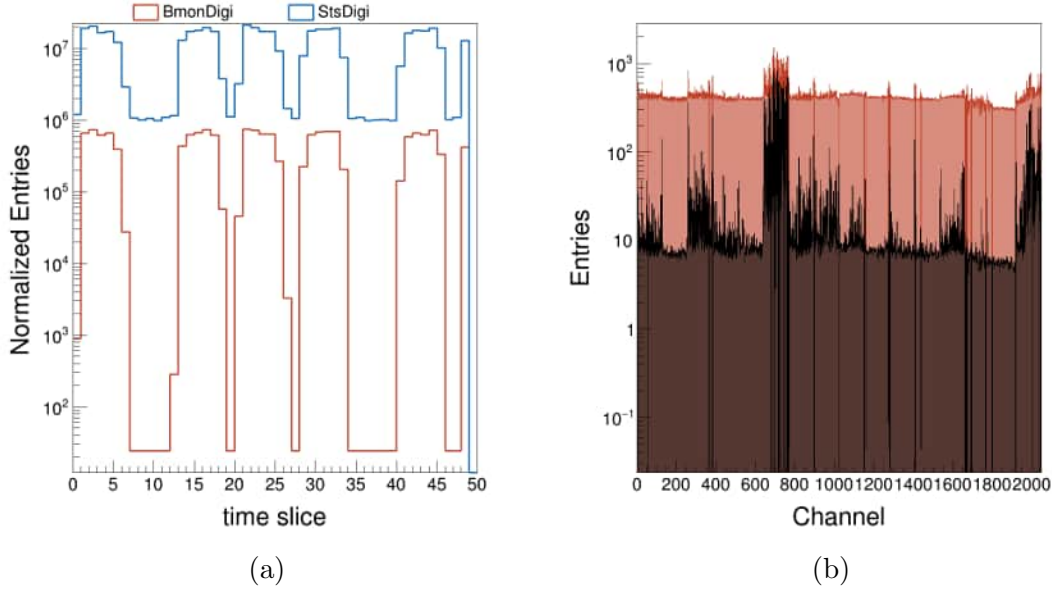 BmonDigi StsDigi
Normalized Entries
10^7
10^6
10^5
10^4
10^3
10^2
0 5 10 15 20 25 30 35 40 45 50
time slice
(a)
Entries
10^3
10^2
10
1
10^−1
0 200 400 600 800 1000 1200 1400 1600 1800 2000
Channel
(b)